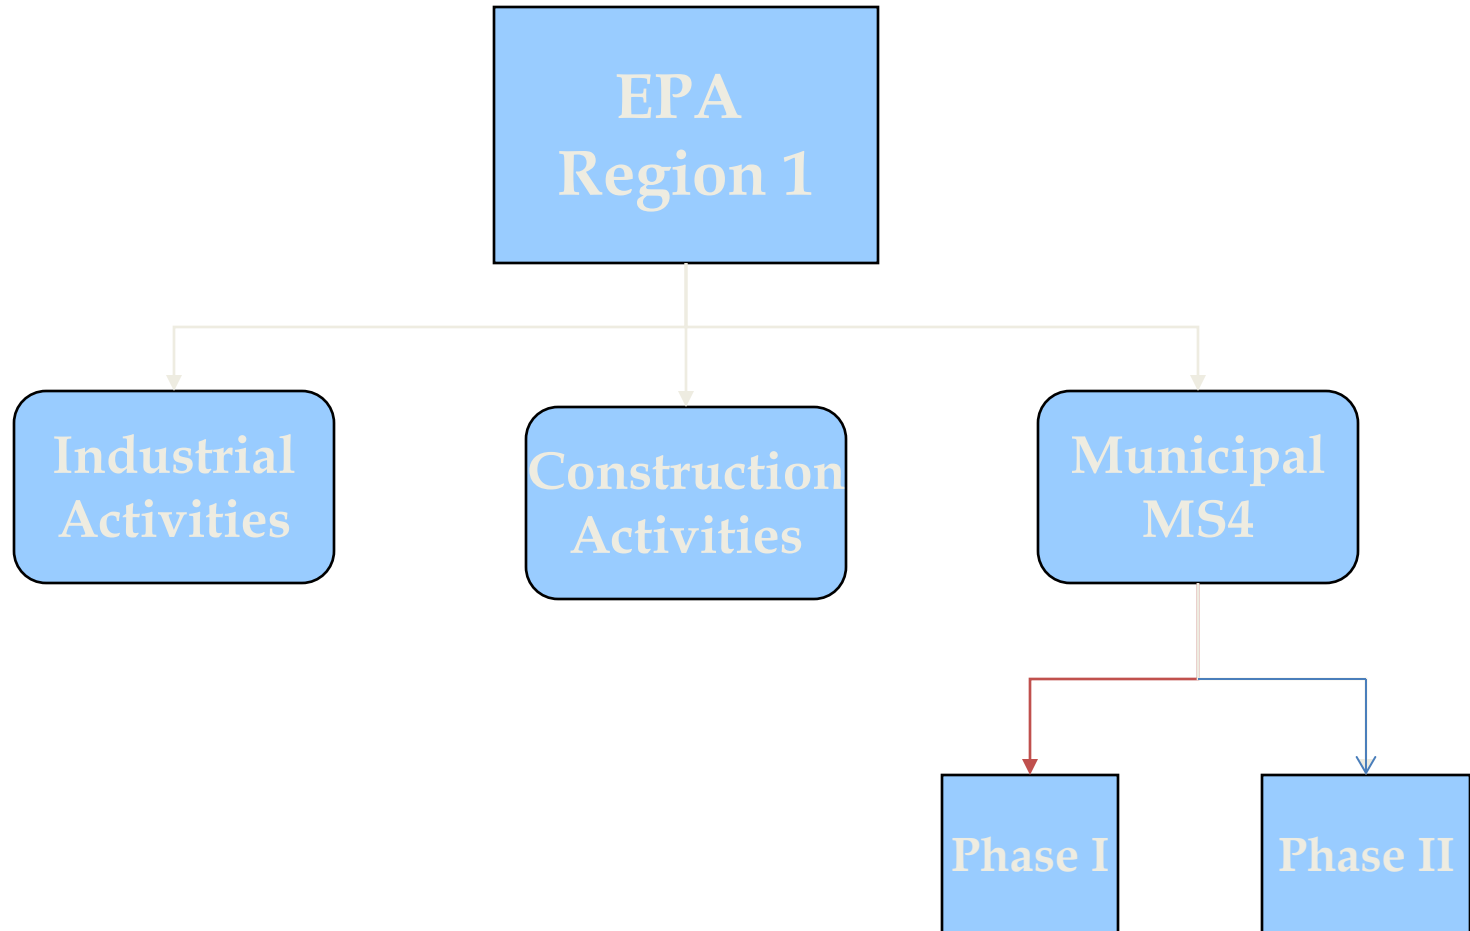 EPA
Region 1
Industrial
Activities
Construction
Activities
Municipal
MS4
Phase I
Phase II